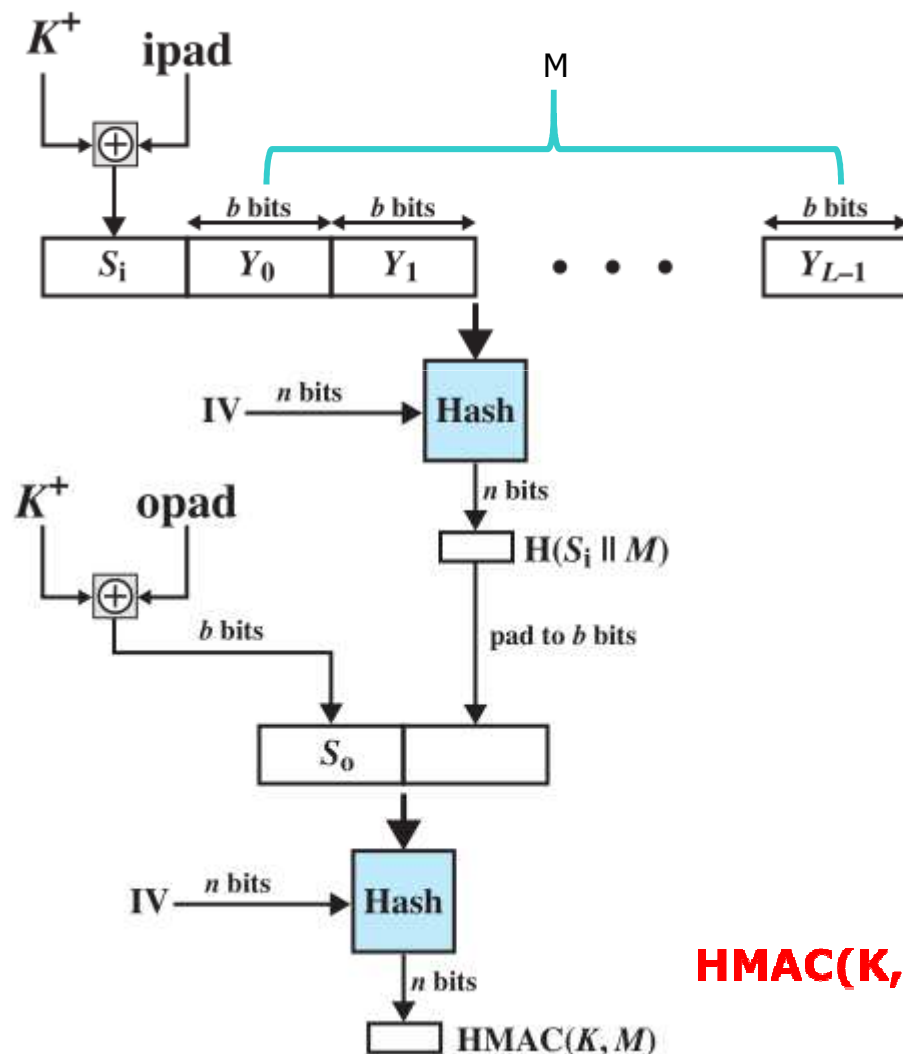 K+ ipad
M
b bits b bits b bits
Si Y0 Y1 • • • YL–1
IV n bits Hash
n bits
K+ opad
H(Si ॥ M)
b bits
pad to b bits
So
IV n bits Hash
n bits
HMAC(K,
HMAC(K, M)